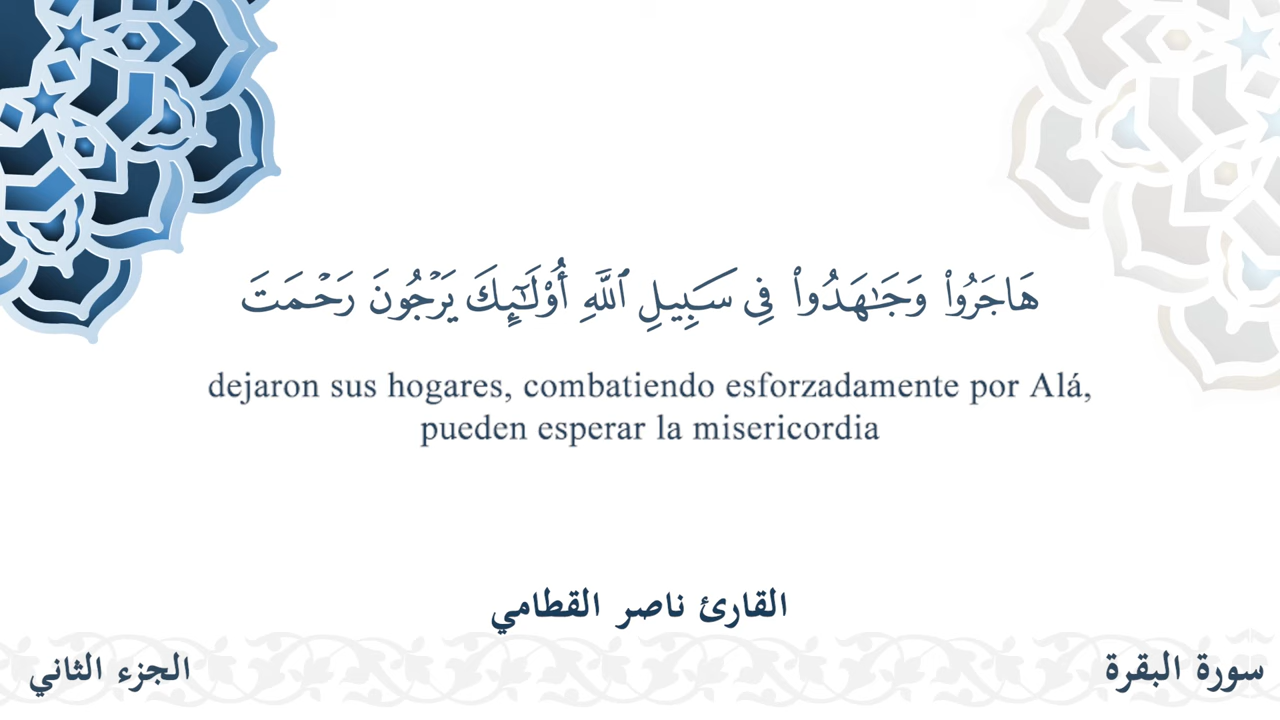 هَاجَرُوا۟ وَجَـٰهَدُوا۟ فِى سَبِيلِ ٱللَّهِ أُو۟لَـٰٓئِكَ يَرْجُونَ رَحْمَتَ
dejaron sus hogares, combatiendo esforzadamente por Alá,
pueden esperar la misericordia
القارئ ناصر القطامي
سورة البقرة
الجزء الثاني